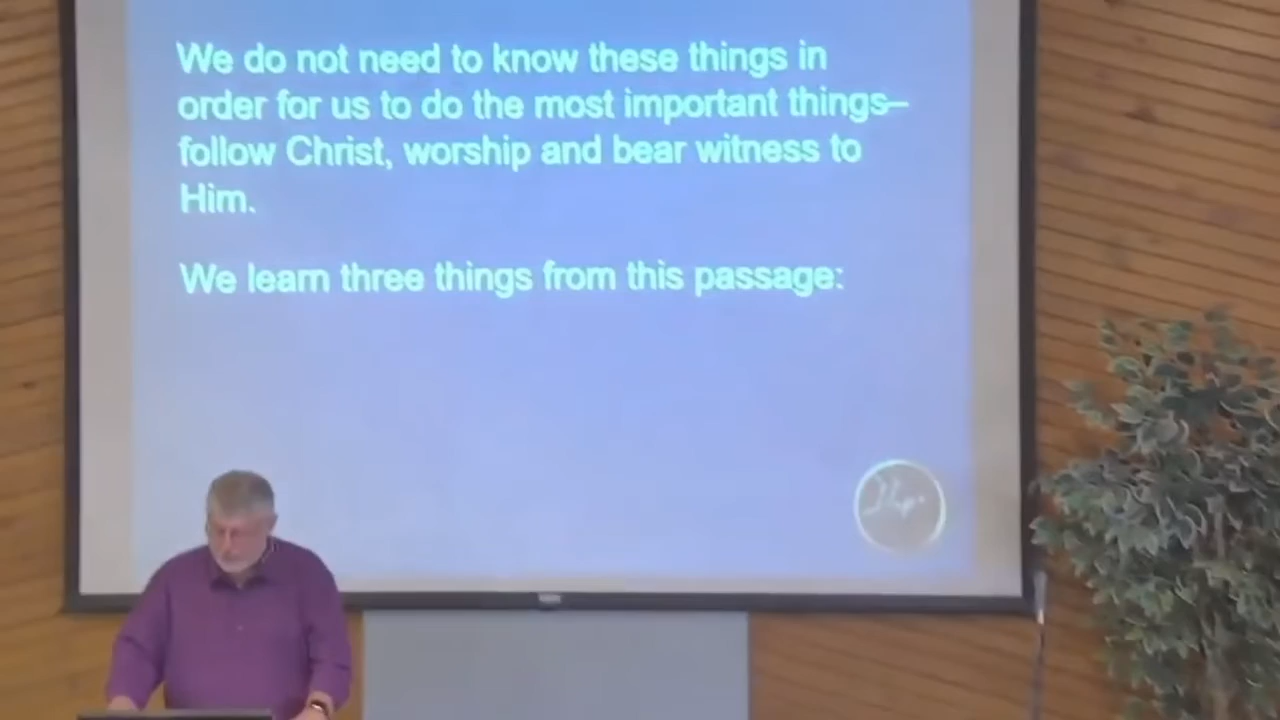 We do not need to know these things in
order for us to do the most important things–
follow Christ, worship and bear witness to
Him.
We learn three things from this passage: